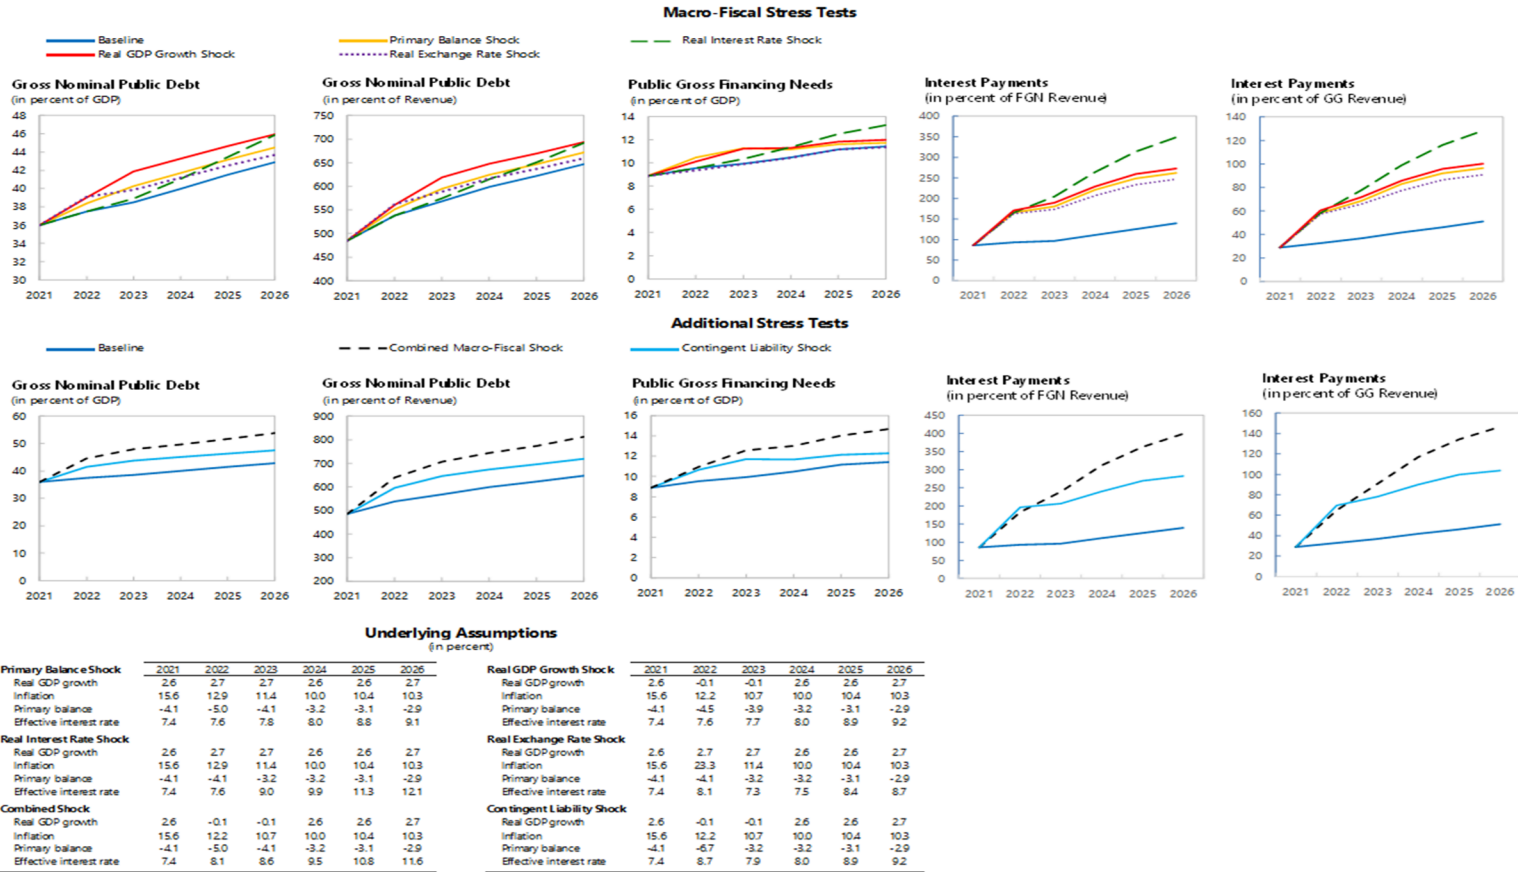 Macro-Fiscal Stress Tests
Baseline Primary Balance Shock Real Interest Rate Shock
Real GDP Growth Shock Real Exchange Rate Shock
Gross Nominal Public Debt
(in percent of GDP)
48
46
44
42
40
38
36
34
32
30
2021 2022 2023 2024 2025 2026
Gross Nominal Public Debt
(in percent of Revenue)
750
700
650
600
550
500
450
400
2021 2022 2023 2024 2025 2026
Public Gross Financing Needs
(in percent of GDP)
14
12
10
8
6
4
2
0
2021 2022 2023 2024 2025 2026
Interest Payments
(in percent of FGN Revenue)
400
350
300
250
200
150
100
50
0
2021 2022 2023 2024 2025 2026
Interest Payments
(in percent of GG Revenue)
140
120
100
80
60
40
20
0
2021 2022 2023 2024 2025 2026
Additional Stress Tests
Baseline Combined Macro-Fiscal Shock Contingent Liability Shock
Gross Nominal Public Debt
(in percent of GDP)
60
50
40
30
20
10
0
2021 2022 2023 2024 2025 2026
Gross Nominal Public Debt
(in percent of Revenue)
900
800
700
600
500
400
300
200
2021 2022 2023 2024 2025 2026
Public Gross Financing Needs
(in percent of GDP)
16
14
12
10
8
6
4
2
0
2021 2022 2023 2024 2025 2026
Interest Payments
(in percent of FGN Revenue)
450
400
350
300
250
200
150
100
50
0
2021 2022 2023 2024 2025 2026
Interest Payments
(in percent of GG Revenue)
160
140
120
100
80
60
40
20
0
2021 2022 2023 2024 2025 2026
Underlying Assumptions
(in percent)
Primary Balance Shock 2021 2022 2023 2024 2025 2026
Real GDP growth 2.6 2.7 2.7 2.6 2.6 2.7
Inflation 15.6 12.9 11.4 10.0 10.4 10.3
Primary balance -4.1 -5.0 -4.1 -3.2 -3.1 -2.9
Effective interest rate 7.4 7.6 7.8 8.0 8.8 9.1
Real Interest Rate Shock
Real GDP growth 2.6 2.7 2.7 2.6 2.6 2.7
Inflation 15.6 12.9 11.4 10.0 10.4 10.3
Primary balance -4.1 -4.1 -3.2 -3.2 -3.1 -2.9
Effective interest rate 7.4 7.6 9.0 9.9 11.3 12.1
Combined Shock
Real GDP growth 2.6 -0.1 -0.1 2.6 2.6 2.7
Inflation 15.6 12.2 10.7 10.0 10.4 10.3
Primary balance -4.1 -5.0 -4.1 -3.2 -3.1 -2.9
Effective interest rate 7.4 8.1 8.6 9.5 10.8 11.6
Real GDP Growth Shock 2021 2022 2023 2024 2025 2026
Real GDP growth 2.6 -0.1 -0.1 2.6 2.6 2.7
Inflation 15.6 12.2 10.7 10.0 10.4 10.3
Primary balance -4.1 -4.5 -3.9 -3.2 -3.1 -2.9
Effective interest rate 7.4 7.6 7.7 8.0 8.9 9.2
Real Exchange Rate Shock
Real GDP growth 2.6 2.7 2.7 2.6 2.6 2.7
Inflation 15.6 23.3 11.4 10.0 10.4 10.3
Primary balance -4.1 -4.1 -3.2 -3.2 -3.1 -2.9
Effective interest rate 7.4 8.1 7.3 7.5 8.4 8.7
Contingent Liability Shock
Real GDP growth 2.6 -0.1 -0.1 2.6 2.6 2.7
Inflation 15.6 12.2 10.7 10.0 10.4 10.3
Primary balance -4.1 -6.7 -3.2 -3.2 -3.1 -2.9
Effective interest rate 7.4 8.7 7.9 8.0 8.9 9.2